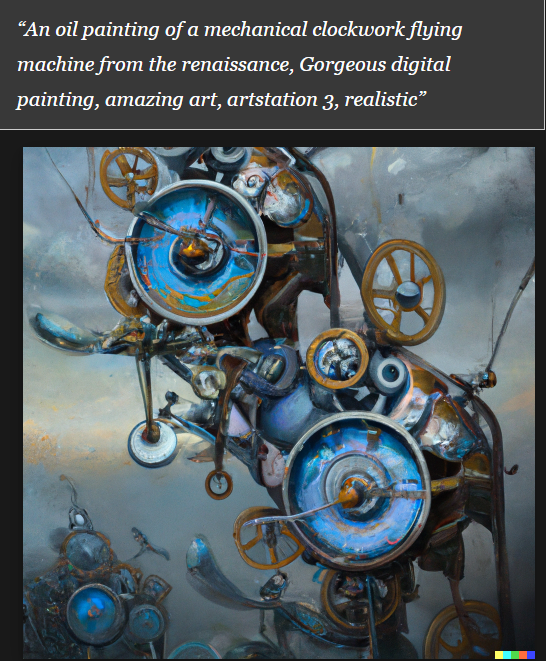 “An oil painting of a mechanical clockwork flying
machine from the renaissance, Gorgeous digital
painting, amazing art, artstation 3, realistic”